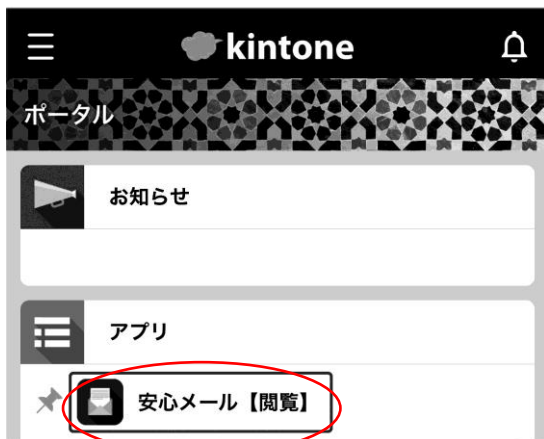 kintone
ポータル
お知らせ
アプリ
安心メール【閲覧】